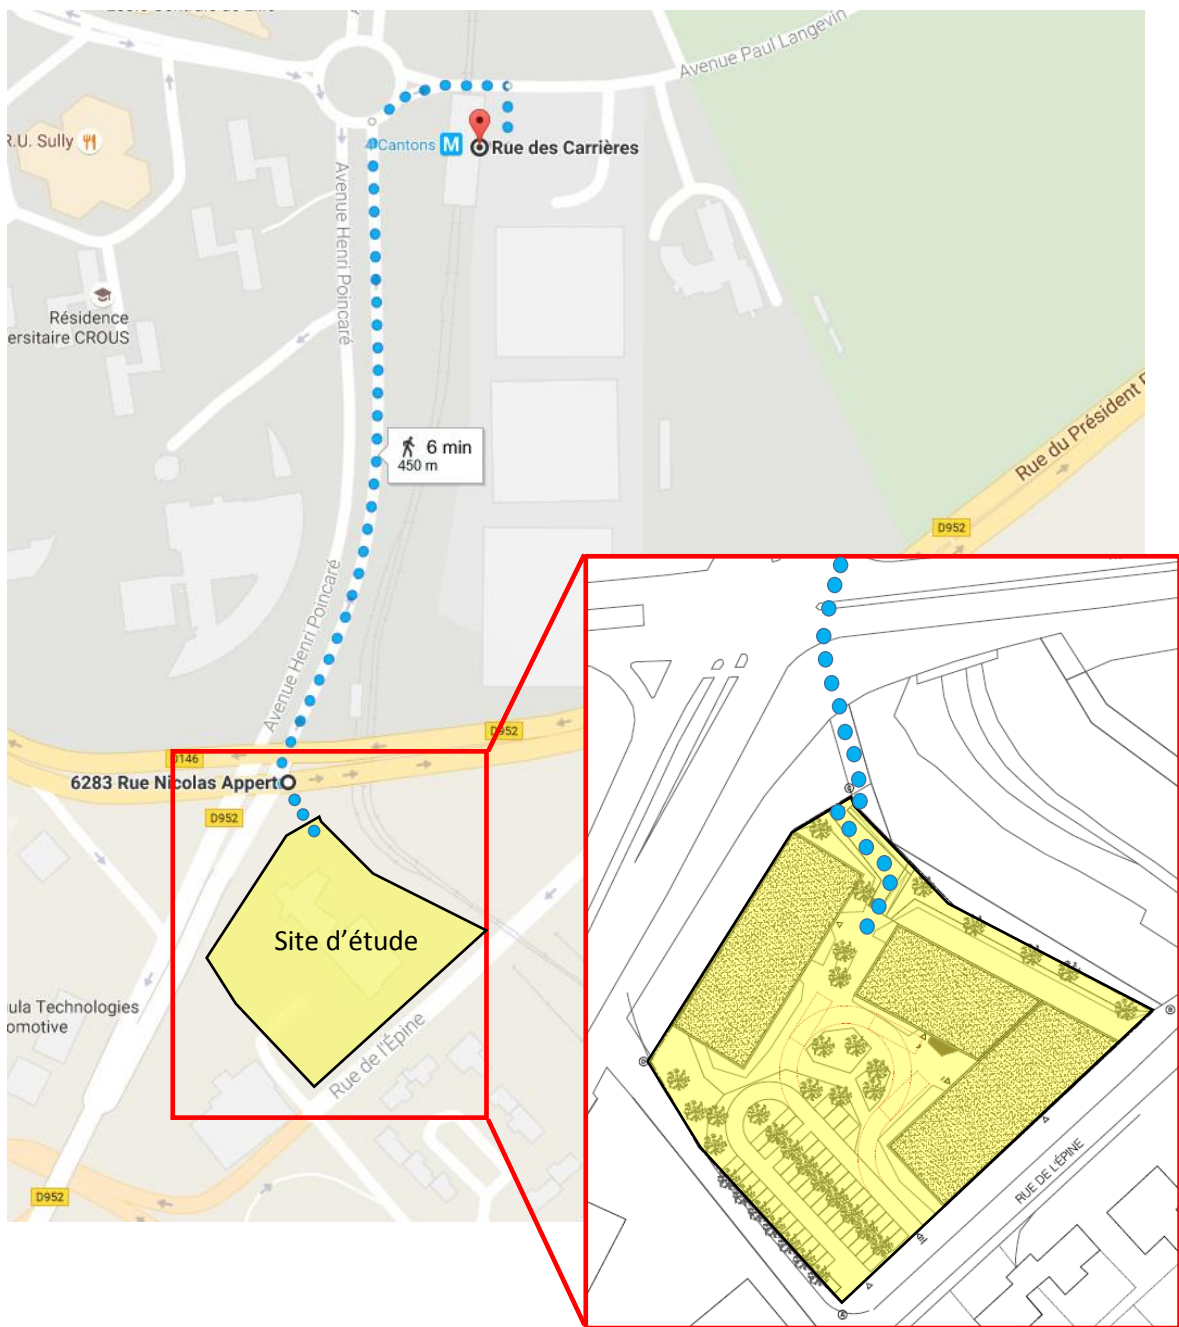 Avenue Paul Langevin
R.U. Sully
4 Cantons M
Rue des Carrières
Avenue Henri Poincaré
Résidence
ersitaire CROUS
6 min
450 m
Rue du Président
D952
Avenue Henri Poincaré
D952
D146
6283 Rue Nicolas Appert
D952
Site d'étude
ula Technologies
omotive
Rue de l'Épine
D952
RUE DE L'ÉPINE